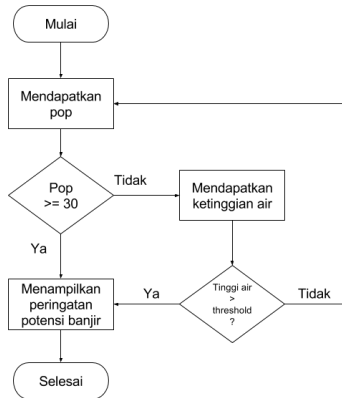 Mulai
Mendapatkan
pop
Pop
>= 30
Tidak
Mendapatkan
ketinggian air
Ya
Menampilkan
peringatan
potensi banjir
Ya
Tinggi air
>
threshold
?
Tidak
Selesai